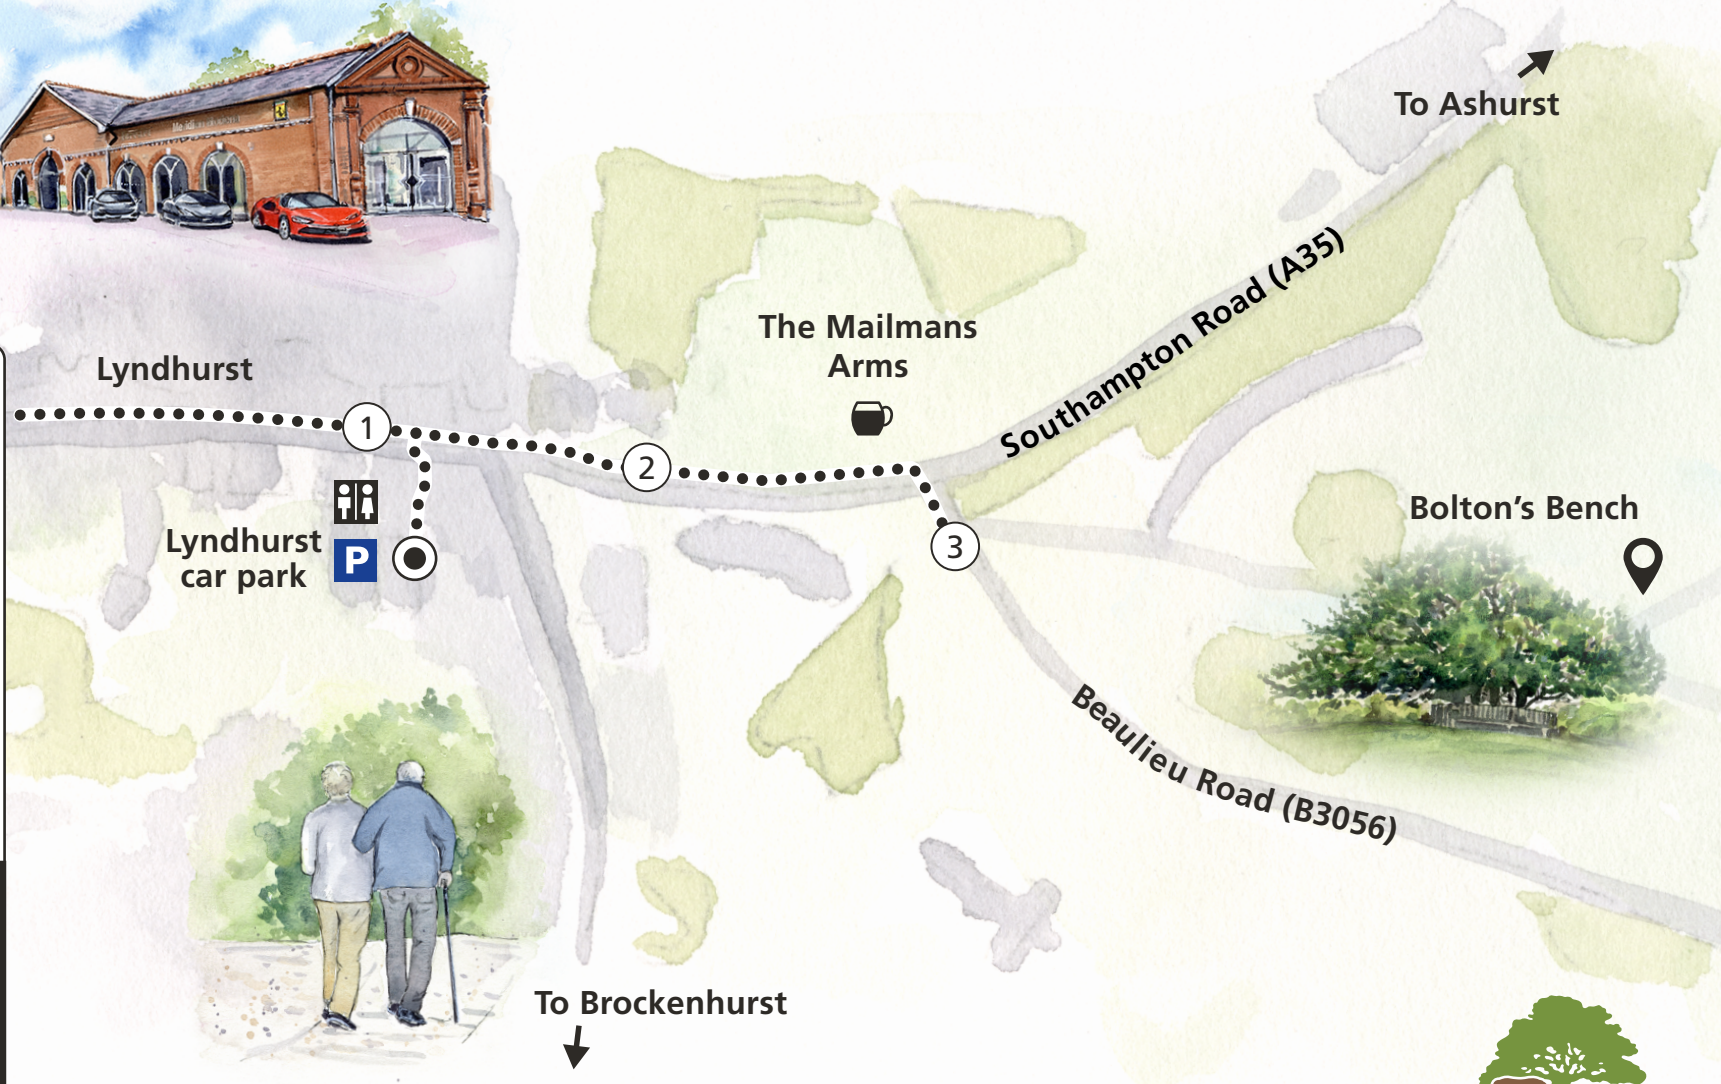 To Ashurst
Southampton Road (A35)
The Mailmans
Arms
Lyndhurst
1
2
3
Bolton’s Bench
Lyndhurst
car park
P
Beaulieu Road (B3056)
To Brockenhurst